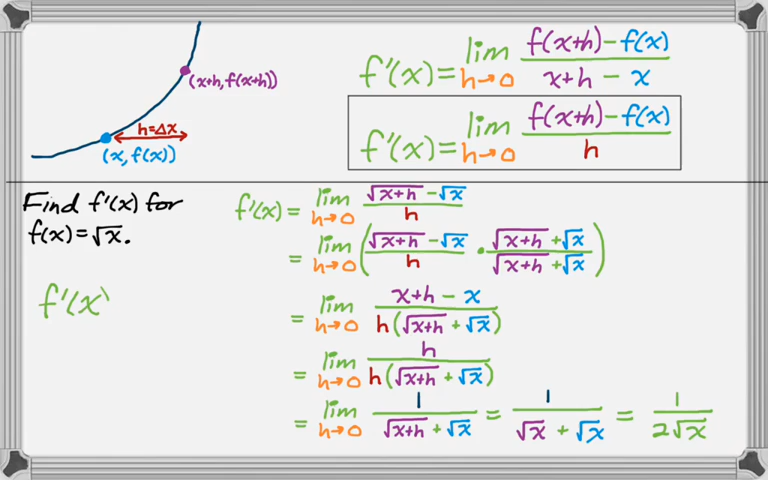 f'(x) = lim h→0 f(x+h) - f(x) / x+h - x
(x+h, f(x+h))
h=Δx
(x, f(x))
f'(x) = lim h→0 f(x+h) - f(x) / h
Find f'(x) for
f(x) = √x.
f'(x)
f'(x) = lim h→0 √x+h - √x / h
= lim h→0 ( √x+h - √x / h · √x+h + √x / √x+h + √x )
= lim h→0 x+h - x / h(√x+h + √x)
= lim h→0 h / h(√x+h + √x)
= lim h→0 1 / √x+h + √x = 1 / √x + √x = 1 / 2√x